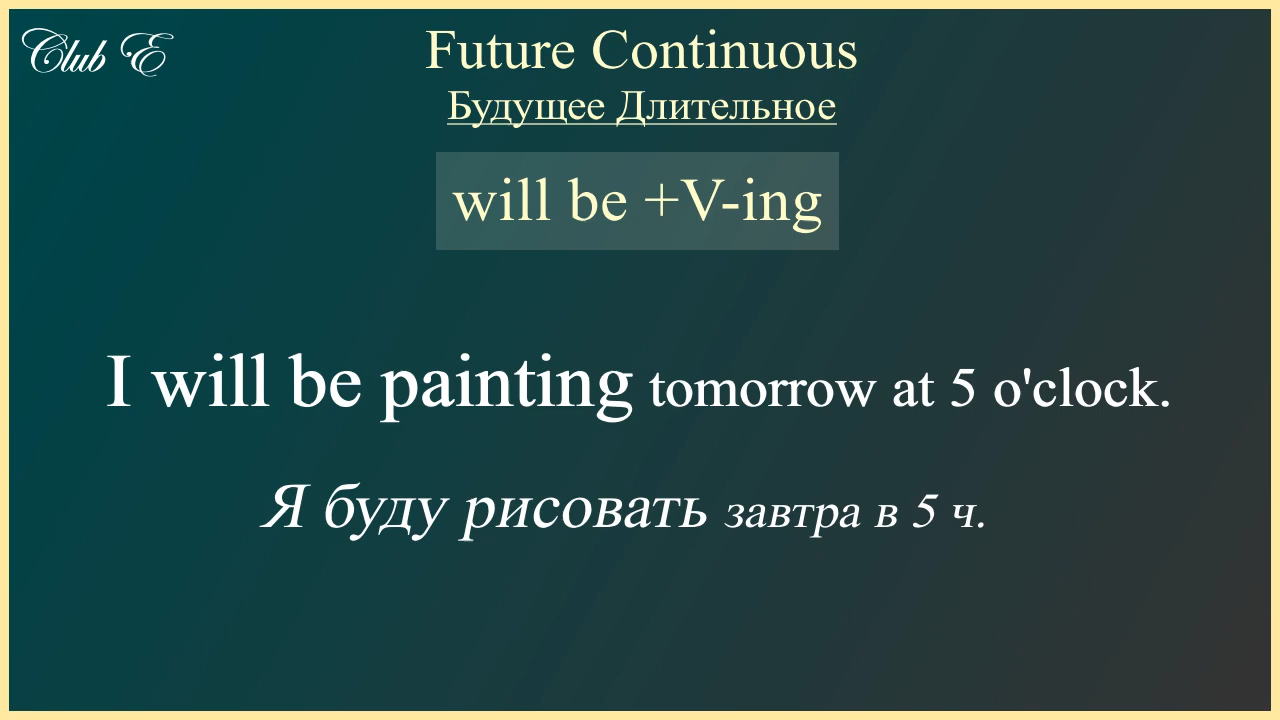 Club E
Future Continuous
Будущее Длительное
will be +V-ing
I will be painting tomorrow at 5 o'clock.
Я буду рисовать завтра в 5 ч.